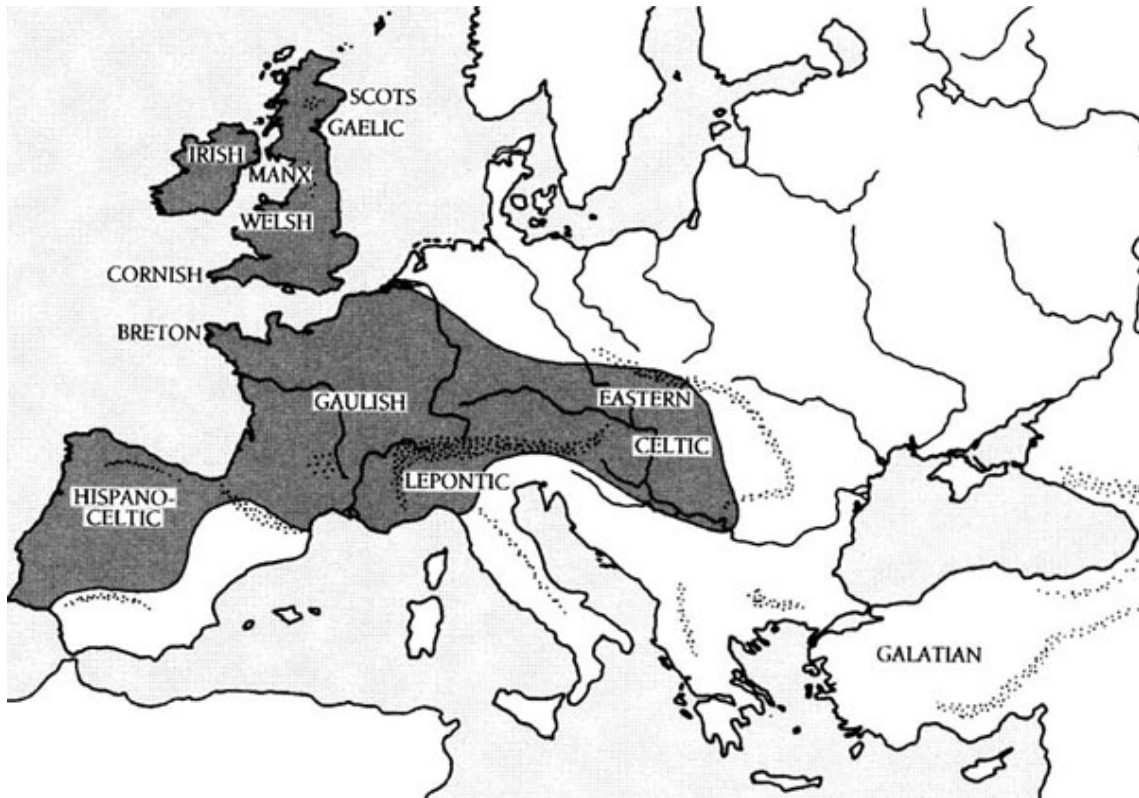 SCOTS
GAELIC
IRISH
MANX
WELSH
CORNISH
BRETON
GAULISH
EASTERN
CELTIC
LEPONTIC
HISPANO-
CELTIC
GALATIAN